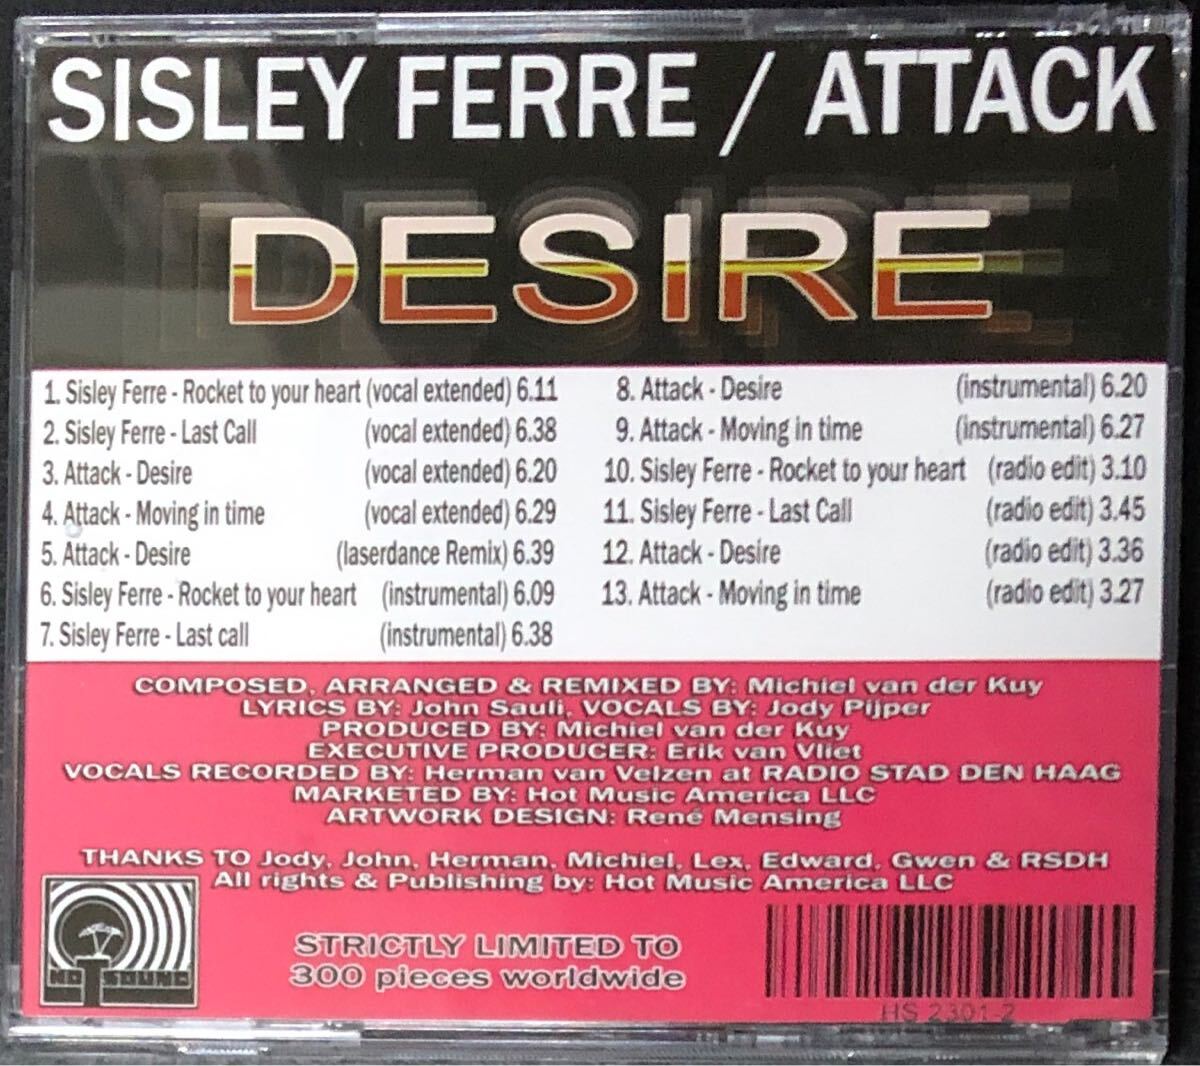 SISLEY FERRE / ATTACK
DESIRE
1. Sisley Ferre - Rocket to your heart (vocal extended) 6.11
2. Sisley Ferre - Last Call (vocal extended) 6.38
3. Attack - Desire (vocal extended) 6.20
4. Attack - Moving in time (vocal extended) 6.29
5. Attack - Desire (laserdance Remix) 6.39
6. Sisley Ferre - Rocket to your heart (instrumental) 6.09
7. Sisley Ferre - Last call (instrumental) 6.38
8. Attack - Desire (instrumental) 6.20
9. Attack - Moving in time (instrumental) 6.27
10. Sisley Ferre - Rocket to your heart (radio edit) 3.10
11. Sisley Ferre - Last Call (radio edit) 3.45
12. Attack - Desire (radio edit) 3.36
13. Attack - Moving in time (radio edit) 3.27
COMPOSED, ARRANGED & REMIXED BY: Michiel van der Kuy
LYRICS BY: John Sauli, VOCALS BY: Jody Pijper
PRODUCED BY: Michiel van der Kuy
EXECUTIVE PRODUCER: Erik van Vliet
VOCALS RECORDED BY: Herman van Velzen at RADIO STAD DEN HAAG
MARKETED BY: Hot Music America LLC
ARTWORK DESIGN: René Mensing
THANKS TO Jody, John, Herman, Michiel, Lex, Edward, Gwen & RSDH
All rights & Publishing by: Hot Music America LLC
HOT SOUND
STRICTLY LIMITED TO
300 pieces worldwide
HS 2301-2